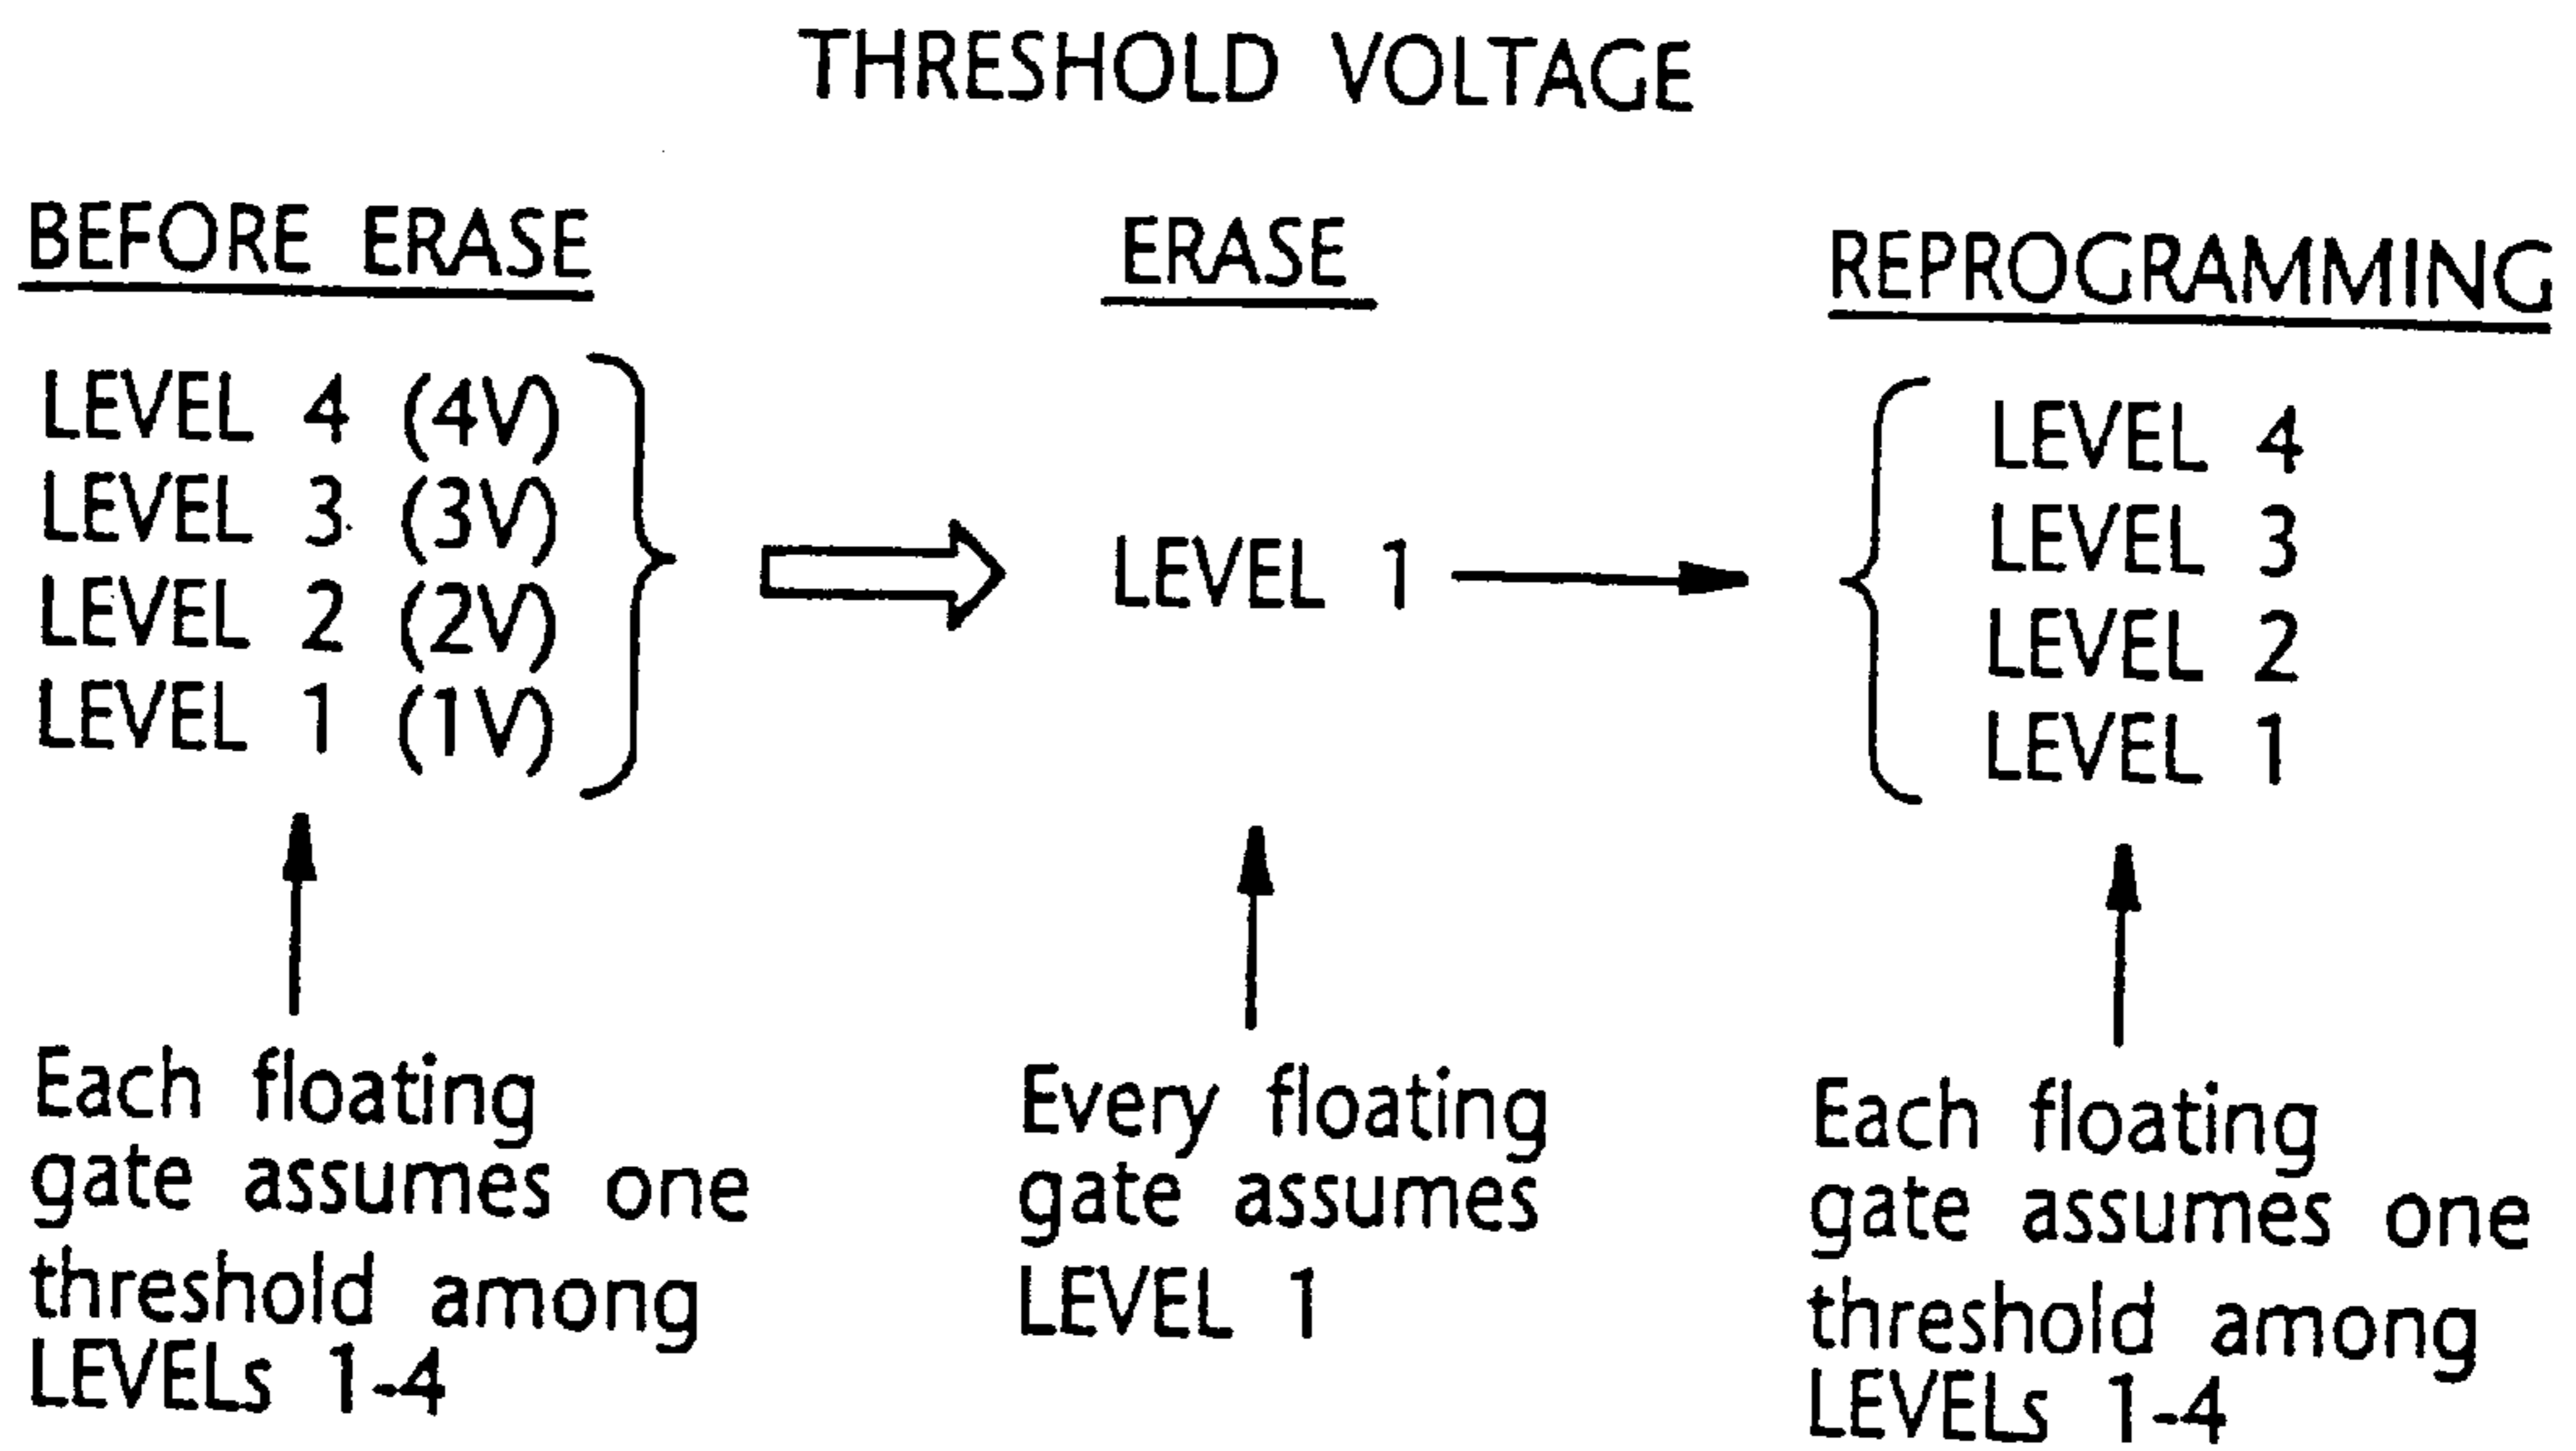 THRESHOLD VOLTAGE
BEFORE ERASE
LEVEL 4 (4V)
LEVEL 3 (3V)
LEVEL 2 (2V)
LEVEL 1 (1V)
Each floating
gate assumes one
threshold among
LEVELs 1-4
ERASE
LEVEL 1
Every floating
gate assumes
LEVEL 1
REPROGRAMMING
LEVEL 4
LEVEL 3
LEVEL 2
LEVEL 1
Each floating
gate assumes one
threshold among
LEVELs 1-4